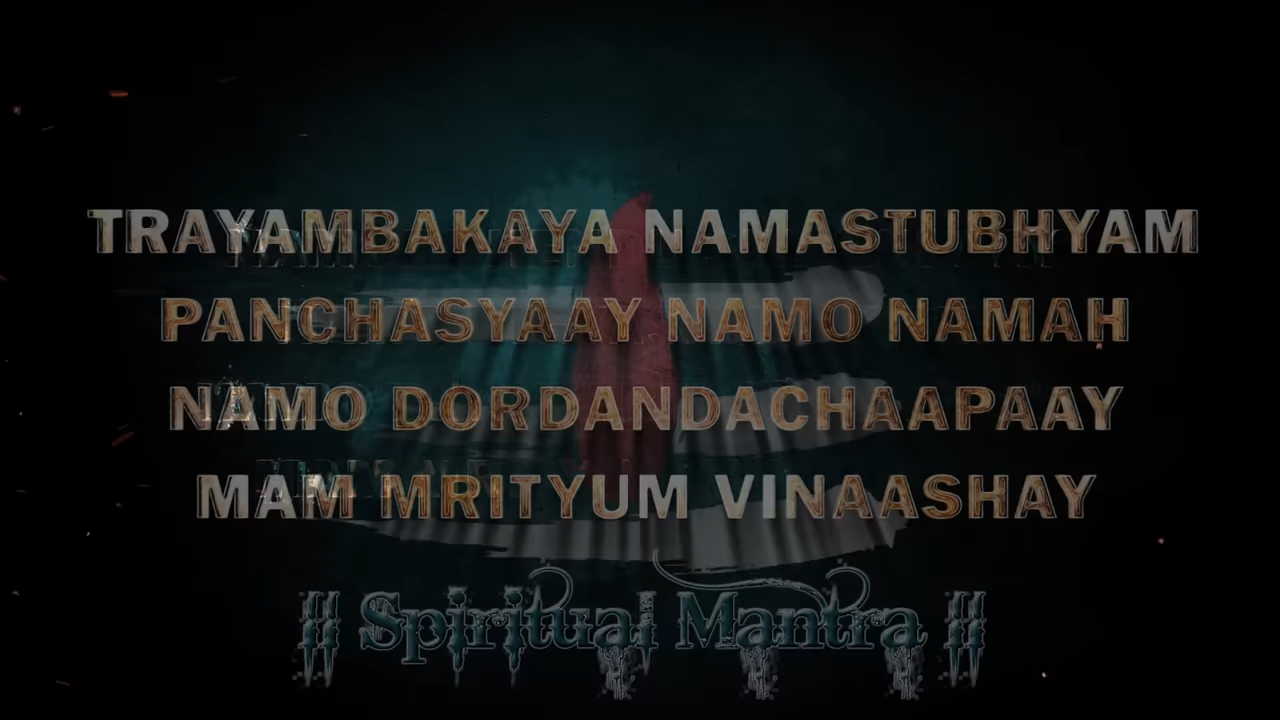 TRAYAMBAKAYA NAMASTUBHYAM
PANCHASYAAY NAMO NAMAH
NAMO DORDANDACHAAPAAY
MAM MRITYUM VINAASHAY
|| Spiritual Mantra ||